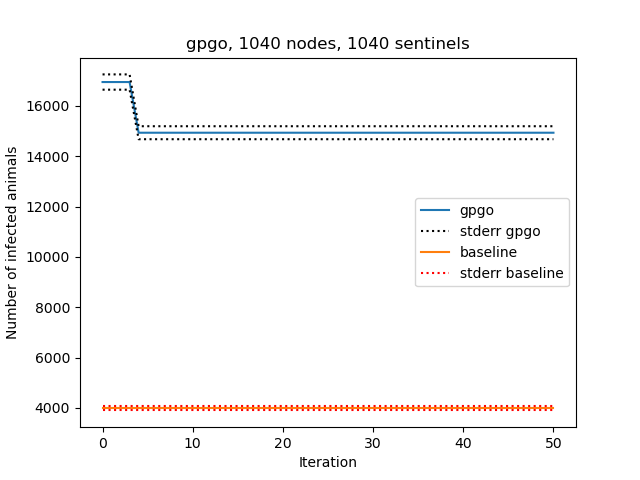 gpgo, 1040 nodes, 1040 sentinels
Number of infected animals
16000
14000
12000
10000
8000
6000
4000
gpgo
stderr gpgo
baseline
stderr baseline
0 10 20 30 40 50
Iteration